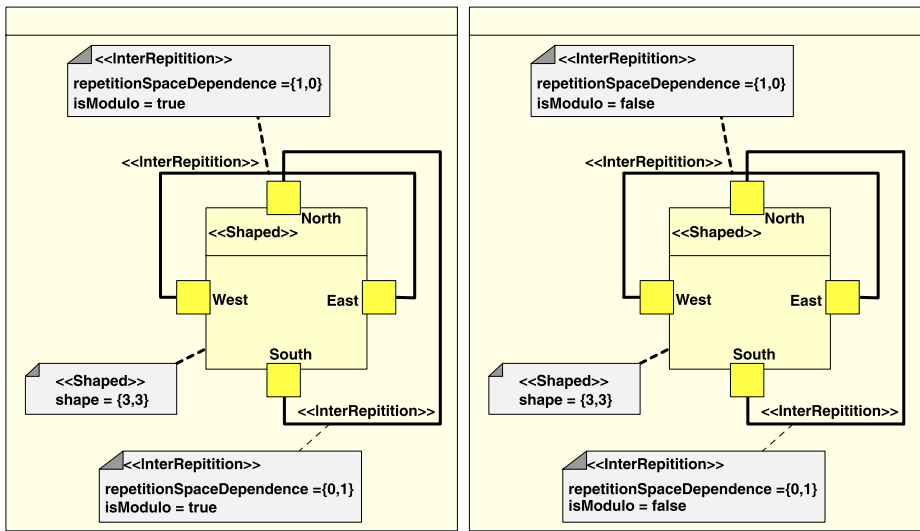 <<InterRepitition>>
repetitionSpaceDependence ={1,0}
isModulo = true
<<InterRepitition>>
North
<<Shaped>>
West
East
South
<<Shaped>>
shape = {3,3}
<<InterRepitition>>
<<InterRepitition>>
repetitionSpaceDependence ={0,1}
isModulo = true
<<InterRepitition>>
repetitionSpaceDependence ={1,0}
isModulo = false
<<InterRepitition>>
North
<<Shaped>>
West
East
South
<<Shaped>>
shape = {3,3}
<<InterRepitition>>
<<InterRepitition>>
repetitionSpaceDependence ={0,1}
isModulo = false